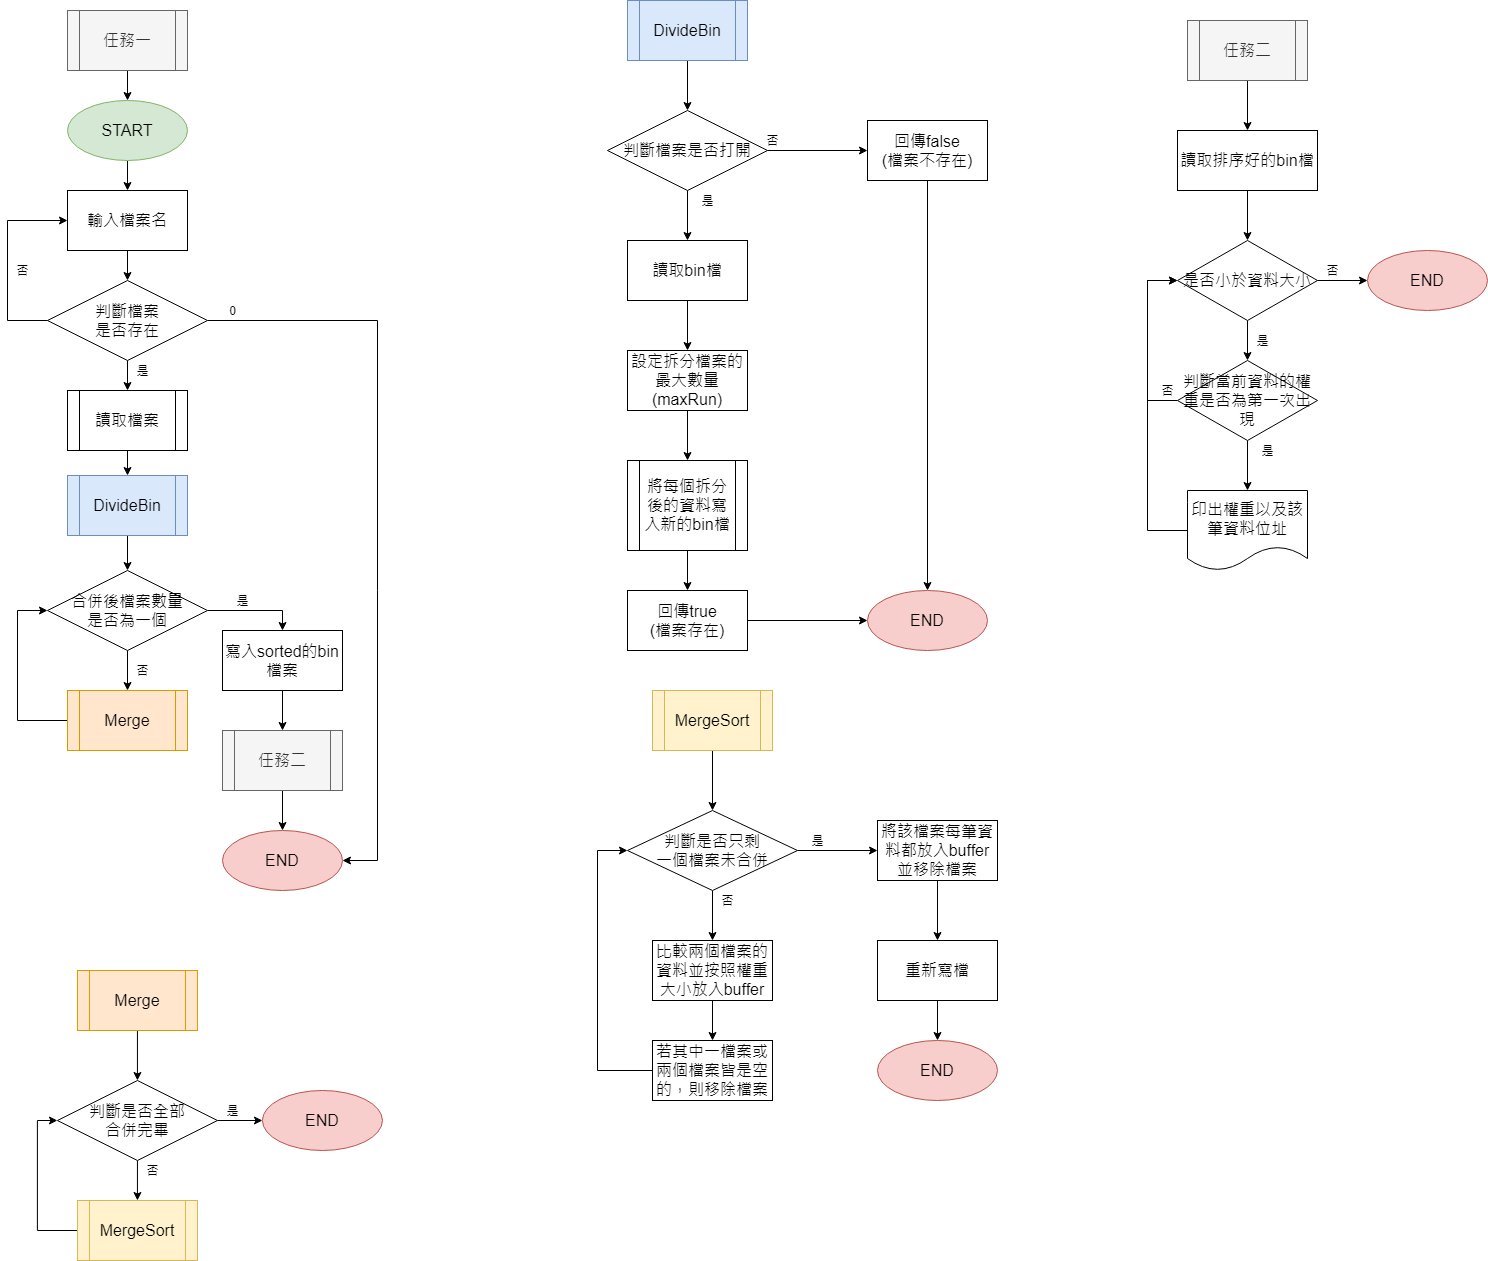 任務一
START
輸入檔案名
否
判斷檔案
是否存在
0
是
讀取檔案
DivideBin
合併後檔案數量
是否為一個
是
否
寫入sorted的bin
檔案
Merge
任務二
END
Merge
判斷是否全部
合併完畢
是
END
否
MergeSort
DivideBin
判斷檔案是否打開
否
回傳false
(檔案不存在)
是
讀取bin檔
設定拆分檔案的
最大數量
(maxRun)
將每個拆分
後的資料寫
入新的bin檔
回傳true
(檔案存在)
END
MergeSort
判斷是否只剩
一個檔案未合併
是
將該檔案每筆資
料都放入buffer
並移除檔案
否
比較兩個檔案的
資料並按照權重
大小放入buffer
重新寫檔
若其中一檔案或
兩個檔案皆是空
的，則移除檔案
END
任務二
讀取排序好的bin檔
是否小於資料大小
否
END
是
判斷當前資料的權
重是否為第一次出
現
否
是
印出權重以及該
筆資料位址